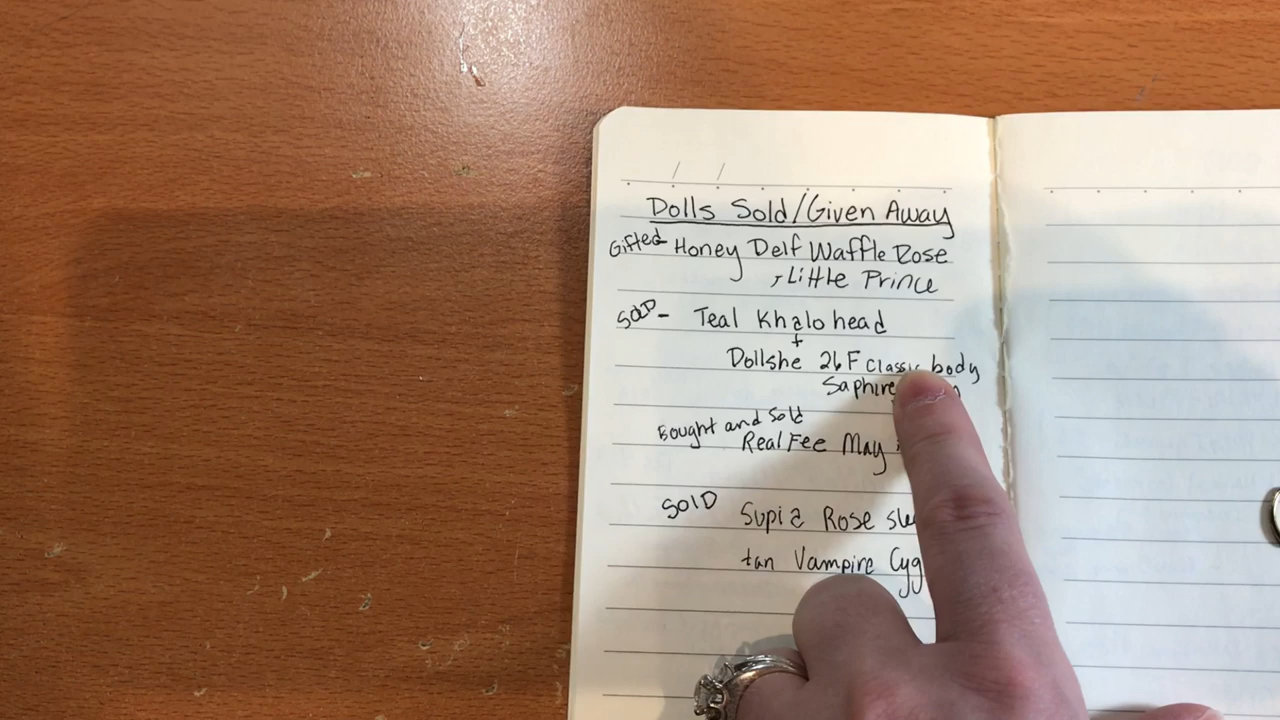 Dolls Sold/Given Away
Gifted Honey Delf Waffle Rose
, Little Prince
SOLD - Teal Khalo head
+
Dollshe 26F classic body
Saphire
Bought and Sold
RealFee May
SOLD Supia Rose
tan Vampire